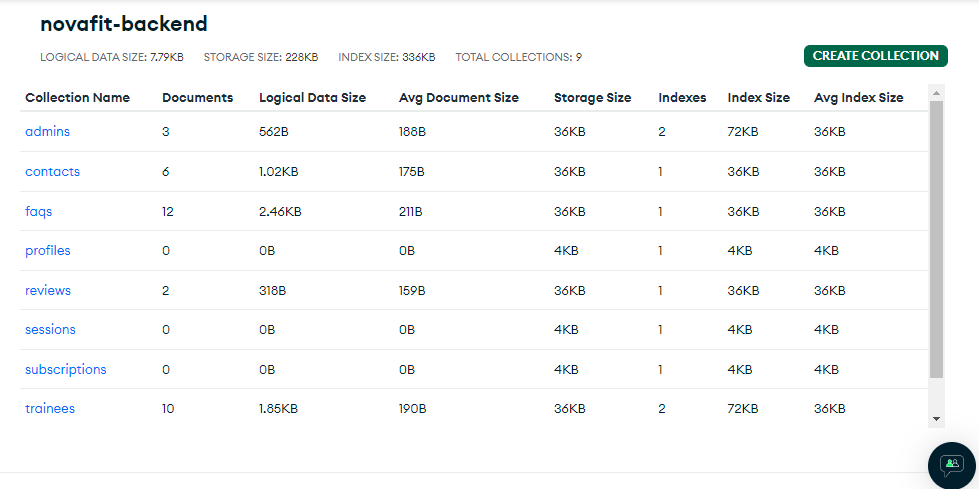 novafit-backend
LOGICAL DATA SIZE: 7.79KB STORAGE SIZE: 228KB INDEX SIZE: 336KB TOTAL COLLECTIONS: 9 CREATE COLLECTION
Collection Name Documents Logical Data Size Avg Document Size Storage Size Indexes Index Size Avg Index Size
admins 3 562B 188B 36KB 2 72KB 36KB
contacts 6 1.02KB 175B 36KB 1 36KB 36KB
faqs 12 2.46KB 211B 36KB 1 36KB 36KB
profiles 0 0B 0B 4KB 1 4KB 4KB
reviews 2 318B 159B 36KB 1 36KB 36KB
sessions 0 0B 0B 4KB 1 4KB 4KB
subscriptions 0 0B 0B 4KB 1 4KB 4KB
trainees 10 1.85KB 190B 36KB 2 72KB 36KB